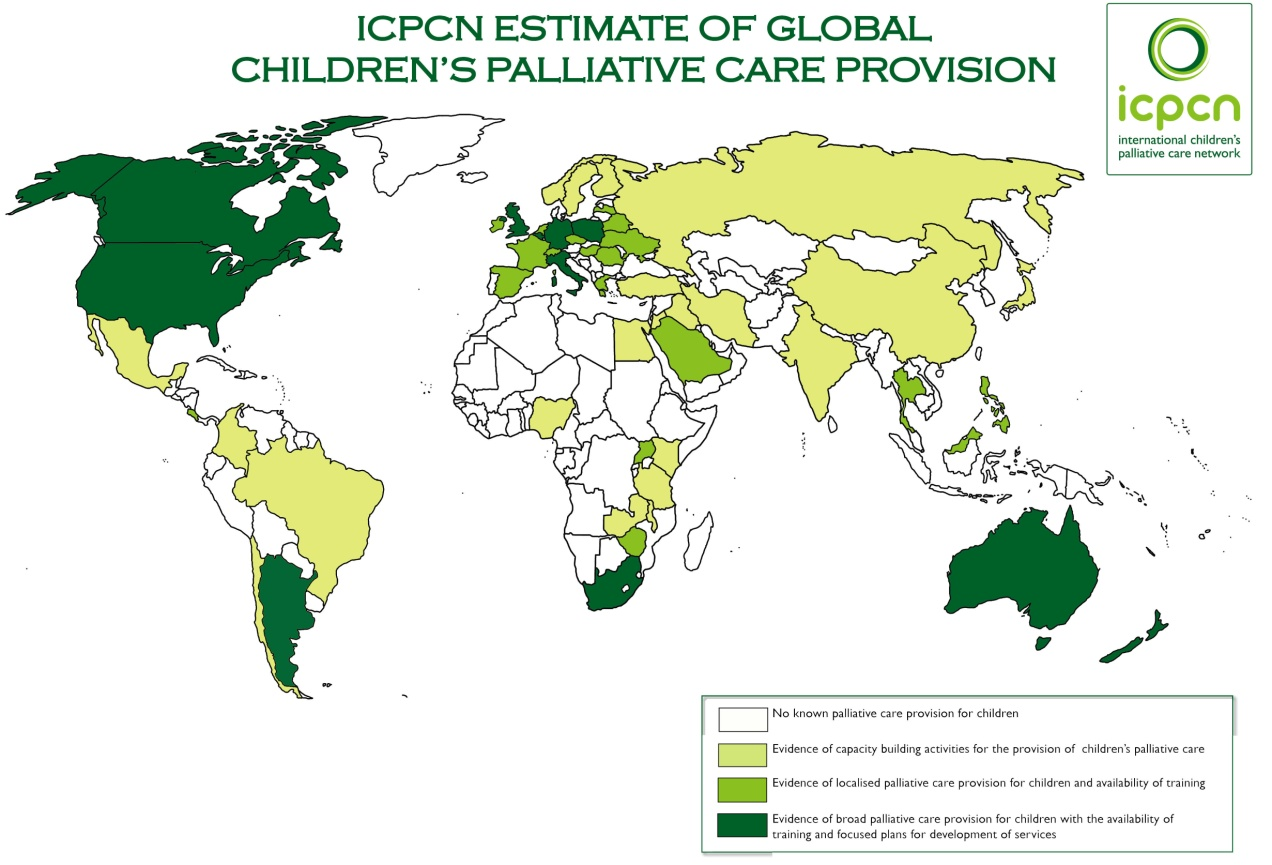 ICPCN ESTIMATE OF GLOBAL
CHILDREN'S PALLIATIVE CARE PROVISION
icpcn
international children's
palliative care network
No known palliative care provision for children
Evidence of capacity building activities for the provision of children's palliative care
Evidence of localised palliative care provision for children and availability of training
Evidence of broad palliative care provision for children with the availability of
training and focused plans for development of services